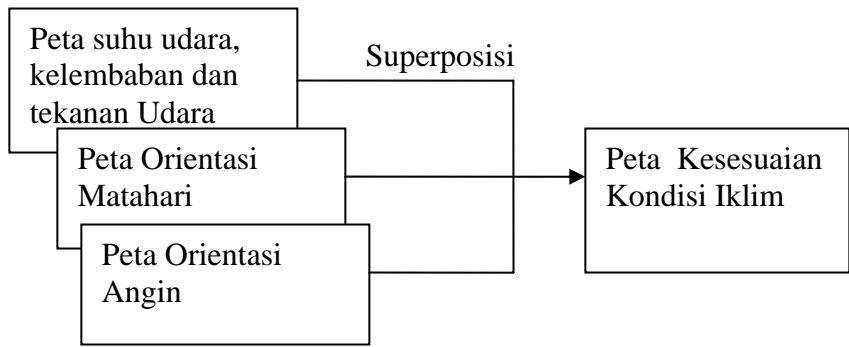 Peta suhu udara,
kelembaban dan
tekanan Udara
Superposisi
Peta Orientasi
Matahari
Peta Orientasi
Angin
Peta Kesesuaian
Kondisi Iklim